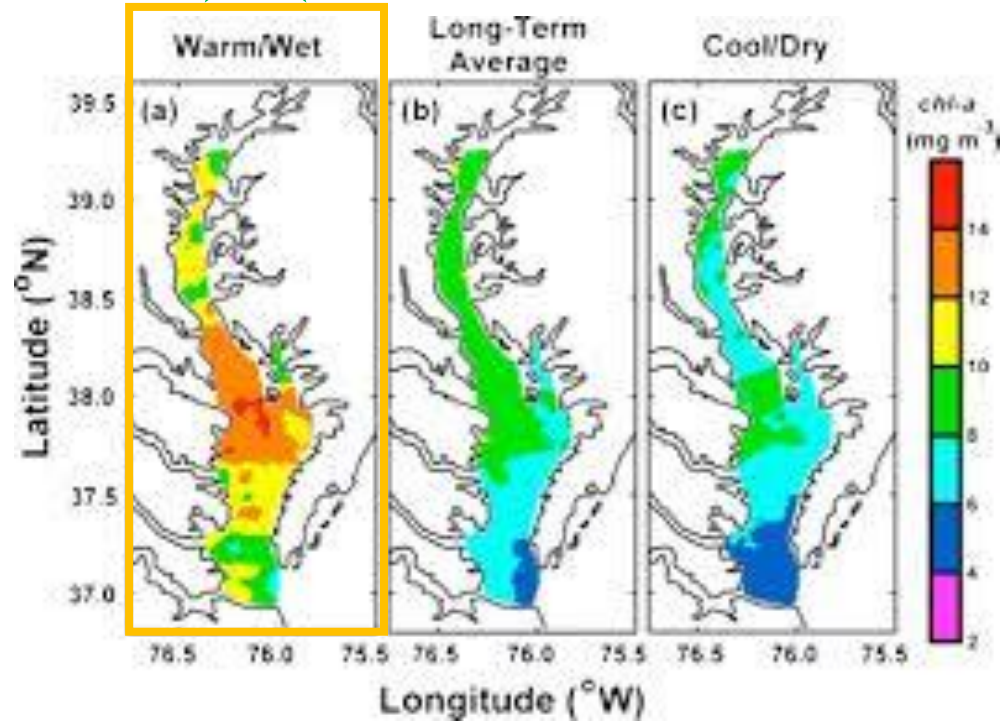 Warm/Wet
Long-Term
Average
Cool/Dry
(a)
(b)
(c)
chl-a
(mg m⁻³)
39.5
39.0
38.5
38.0
37.5
37.0
Latitude (°N)
14
12
10
8
6
4
2
76.5 76.0 75.5
76.5 76.0 75.5
76.5 76.0 75.5
Longitude (°W)